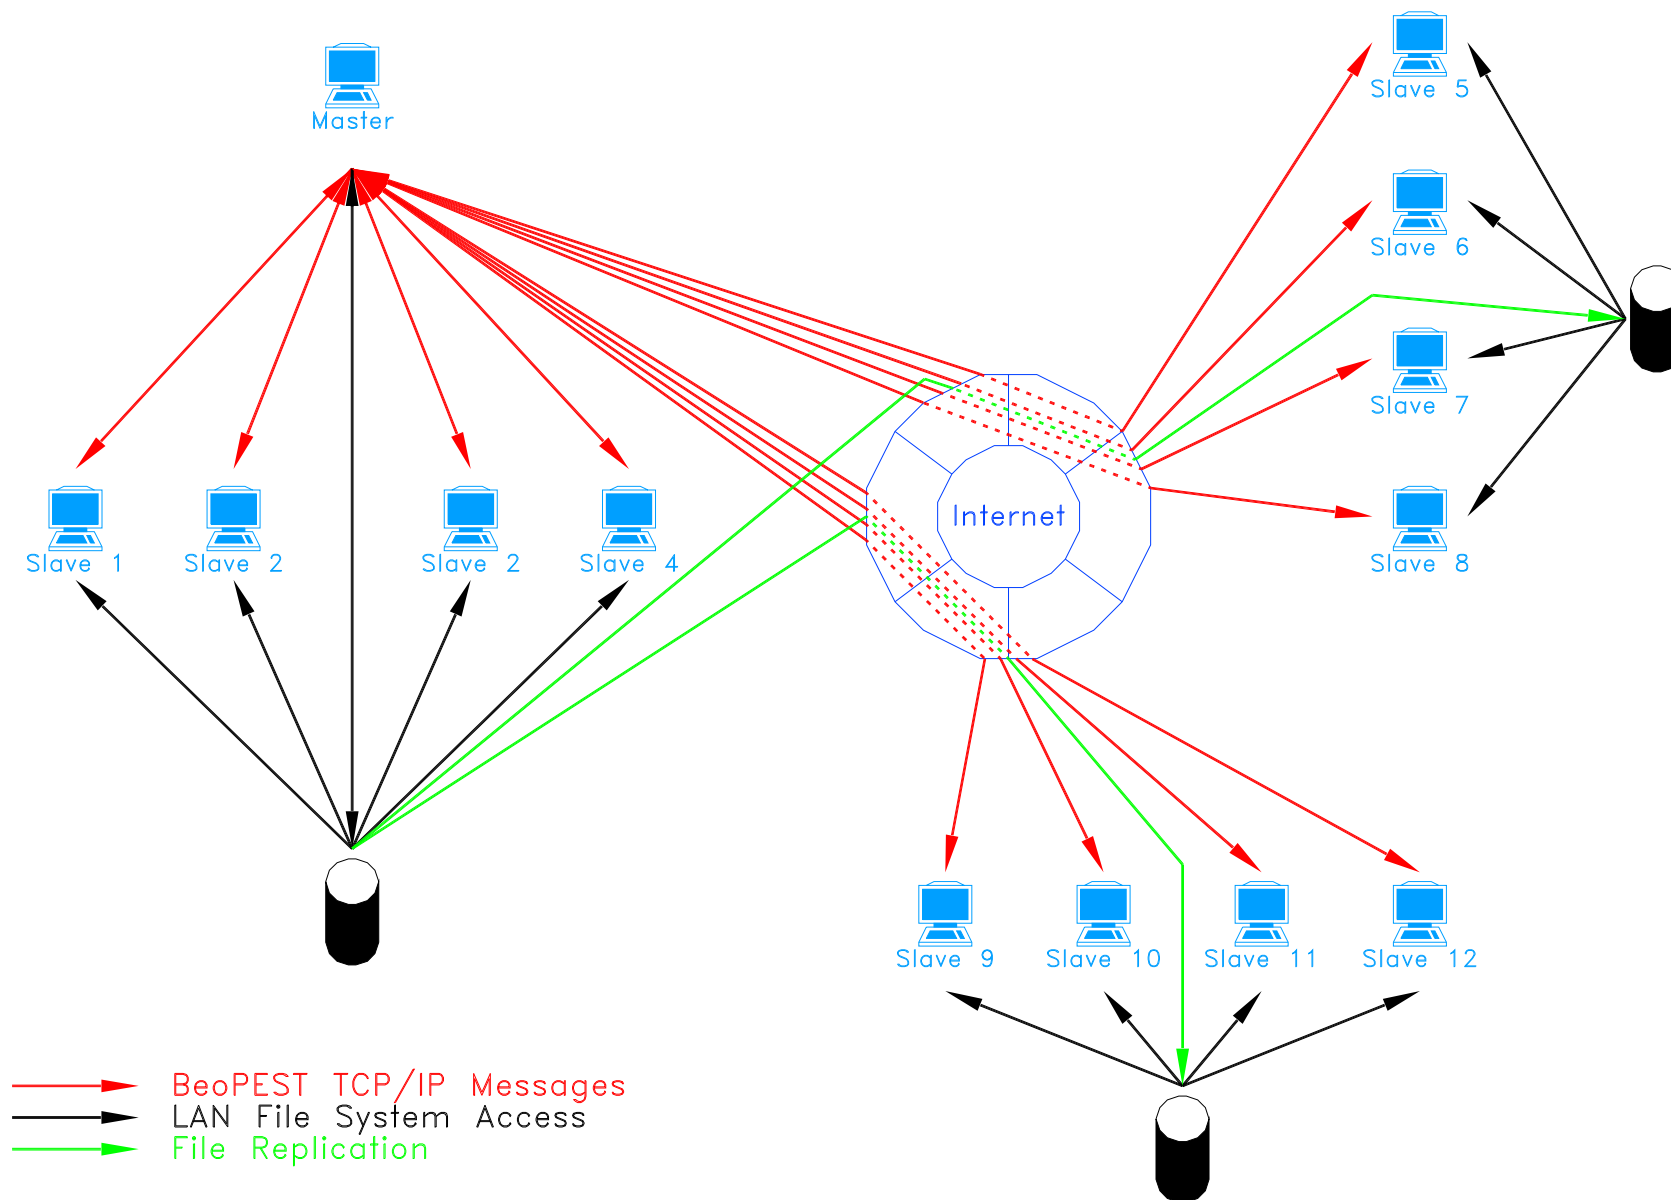 Master
Slave 5
Slave 6
Slave 7
Slave 8
Internet
Slave 1
Slave 2
Slave 2
Slave 4
Slave 9
Slave 10
Slave 11
Slave 12
BeoPEST TCP/IP Messages
LAN File System Access
File Replication